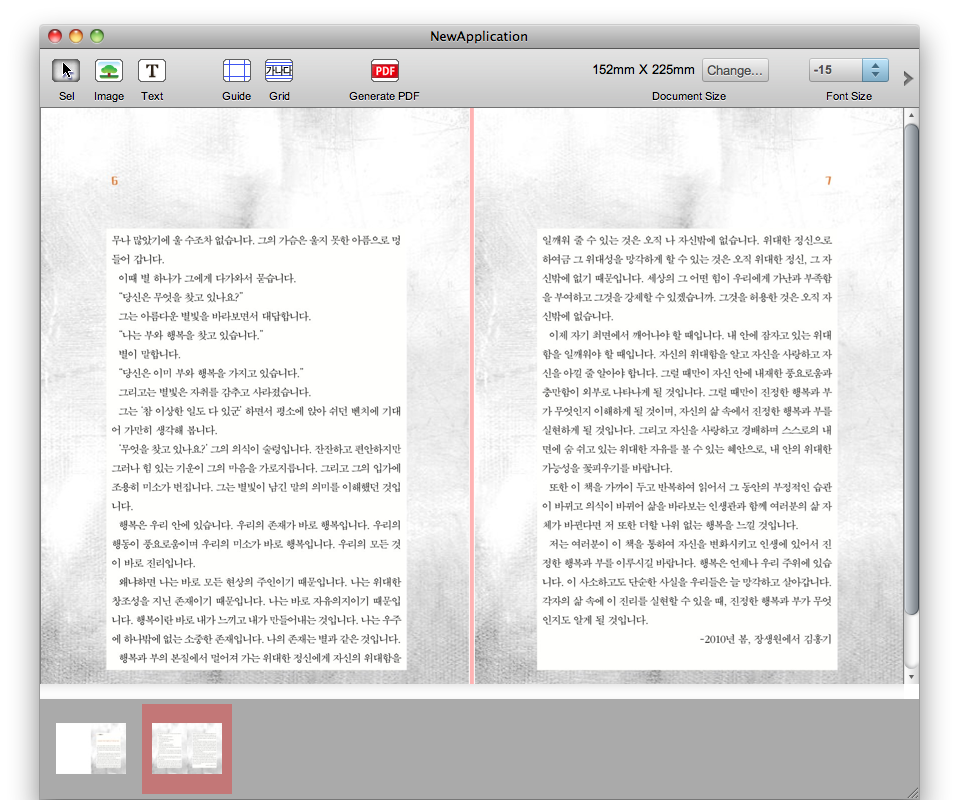 NewApplication
152mm X 225mm
Change...
-15
T
가나다
PDF
Sel
Image
Text
Guide
Grid
Generate PDF
Document Size
Font Size
6
무나 많았기에 울 수조차 없습니다. 그의 가슴은 울지 못한 아픔으로 멍
들어 갑니다.
이때 별 하나가 그에게 다가와서 묻습니다.
"당신은 무엇을 찾고 있나요?"
그는 아름다운 별빛을 바라보면서 대답합니다.
"나는 부와 행복을 찾고 있습니다."
별이 말합니다.
"당신은 이미 부와 행복을 가지고 있습니다."
그리고는 별빛은 자취를 감추고 사라졌습니다.
그는 '참 이상한 일도 다 있군' 하면서 평소에 앉아 쉬던 벤치에 기대
어 가만히 생각해 봅니다.
'무엇을 찾고 있나요?' 그의 의식이 술렁입니다. 잔잔하고 편안하지만
그러나 힘 있는 기운이 그의 마음을 가로지릅니다. 그리고 그의 입가에
조용히 미소가 번집니다. 그는 별빛이 남긴 말의 의미를 이해했던 것입
니다.
행복은 우리 안에 있습니다. 우리의 존재가 바로 행복입니다. 우리의
행동이 풍요로움이며 우리의 미소가 바로 행복입니다. 우리의 모든 것
이 바로 진리입니다.
왜냐하면 나는 바로 모든 현상의 주인이기 때문입니다. 나는 위대한
창조성을 지닌 존재이기 때문입니다. 나는 바로 자유의지이기 때문입
니다. 행복이란 바로 내가 느끼고 내가 만들어내는 것입니다. 나는 우주
에 하나밖에 없는 소중한 존재입니다. 나의 존재는 별과 같은 것입니다.
행복과 부의 본질에서 멀어져 가는 위대한 정신에게 자신의 위대함을
7
일깨워 줄 수 있는 것은 오직 나 자신밖에 없습니다. 위대한 정신으로
하여금 그 위대성을 망각하게 할 수 있는 것은 오직 위대한 정신, 그 자
신밖에 없기 때문입니다. 세상의 그 어떤 힘이 우리에게 가난과 부족함
을 부여하고 그것을 강제할 수 있겠습니까. 그것을 허용한 것은 오직 자
신밖에 없습니다.
이제 자기 최면에서 깨어나야 할 때입니다. 내 안에 잠자고 있는 위대
함을 일깨워야 할 때입니다. 자신의 위대함을 알고 자신을 사랑하고 자
신을 아낄 줄 알아야 합니다. 그럴 때만이 자신 안에 내재한 풍요로움과
충만함이 외부로 나타나게 될 것입니다. 그럴 때만이 진정한 행복과 부
가 무엇인지 이해하게 될 것이며, 자신의 삶 속에서 진정한 행복과 부를
실현하게 될 것입니다. 그리고 자신을 사랑하고 경배하며 스스로의 내
면에 숨 쉬고 있는 위대한 자유를 볼 수 있는 혜안으로, 내 안의 위대한
가능성을 꽃피우기를 바랍니다.
또한 이 책을 가까이 두고 반복하여 읽어서 그 동안의 부정적인 습관
이 바뀌고 의식이 바뀌어 삶을 바라보는 인생관과 함께 여러분의 삶 자
체가 바뀐다면 저 또한 더할 나위 없는 행복을 느낄 것입니다.
저는 여러분이 이 책을 통하여 자신을 변화시키고 인생에 있어서 진
정한 행복과 부를 이루시길 바랍니다. 행복은 언제나 우리 주위에 있습
니다. 이 사소하고도 단순한 사실을 우리들은 늘 망각하고 살아갑니다.
각자의 삶 속에 이 진리를 실현할 수 있을 때, 진정한 행복과 부가 무엇
인지도 알게 될 것입니다.
-2010년 봄, 장생원에서 김홍기